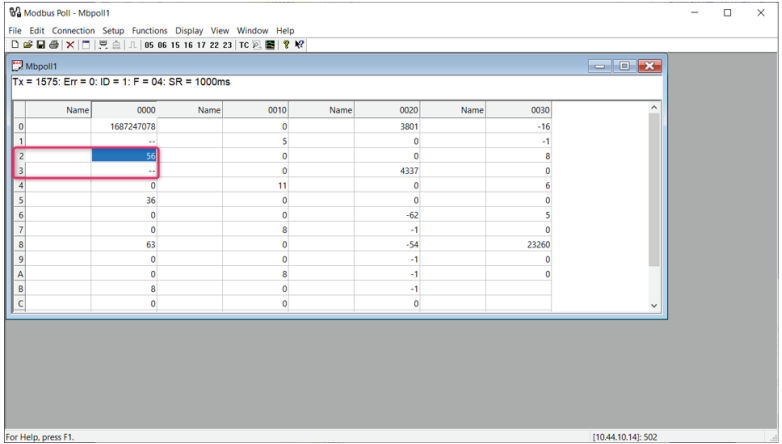 Modbus Poll - Mbpoll1
File Edit Connection Setup Functions Display View Window Help
05 06 15 16 17 22 23 TC
Mbpoll1
Tx = 1575: Err = 0: ID = 1: F = 04: SR = 1000ms
Name 0000 Name 0010 Name 0020 Name 0030
0 1687247078 0 3801 -16
1 -- 5 0 -1
2 56 0 0 8
3 -- 0 4337 0
4 0 11 0 6
5 36 0 0 0
6 0 0 -62 5
7 0 8 -1 0
8 63 0 -54 23260
9 0 0 -1 0
A 0 8 -1 0
B 8 0 -1
C 0 0 0
For Help, press F1.
[10.44.10.14]: 502